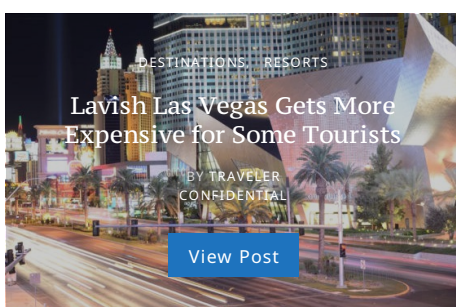 DESTINATIONS, RESORTS
Lavish Las Vegas Gets More
Expensive for Some Tourists
BY TRAVELER
CONFIDENTIAL
View Post